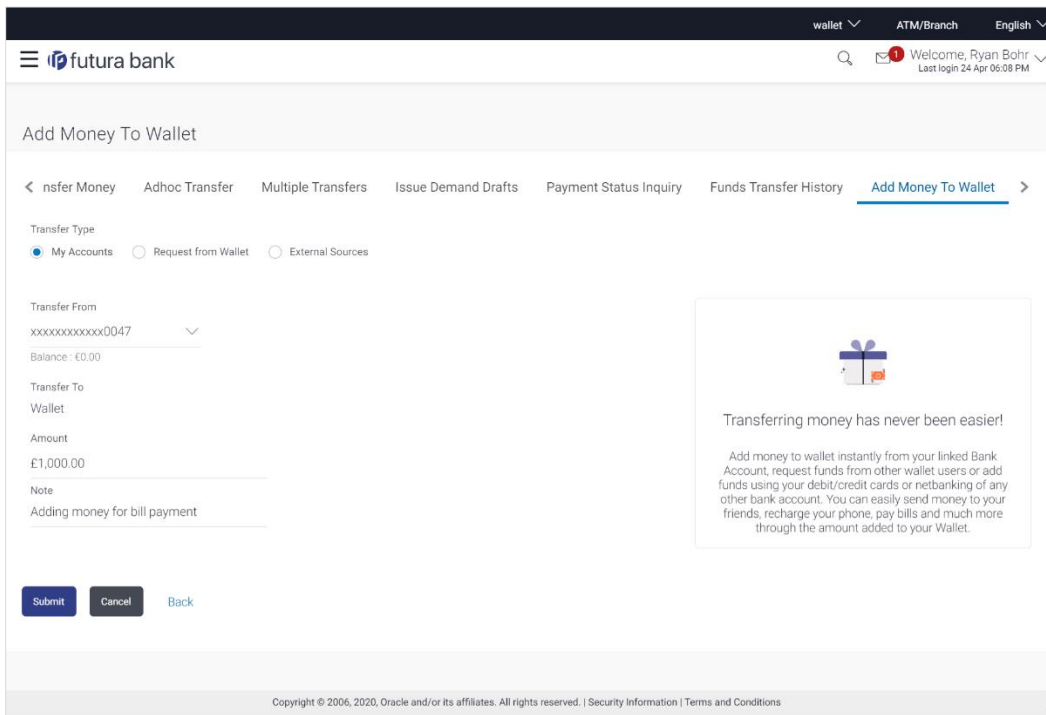 wallet ATM/Branch English
futura bank
1 Welcome, Ryan Bohr
Last login 24 Apr 06:08 PM
Add Money To Wallet
nsfer Money Adhoc Transfer Multiple Transfers Issue Demand Drafts Payment Status Inquiry Funds Transfer History Add Money To Wallet
Transfer Type
My Accounts Request from Wallet External Sources
Transfer From
xxxxxxxxxxxx0047
Balance : €0.00
Transfer To
Wallet
Amount
£1,000.00
Note
Adding money for bill payment
Transferring money has never been easier!
Add money to wallet instantly from your linked Bank
Account, request funds from other wallet users or add
funds using your debit/credit cards or netbanking of any
other bank account. You can easily send money to your
friends, recharge your phone, pay bills and much more
through the amount added to your Wallet.
Submit Cancel Back
Copyright © 2006, 2020, Oracle and/or its affiliates. All rights reserved. | Security Information | Terms and Conditions